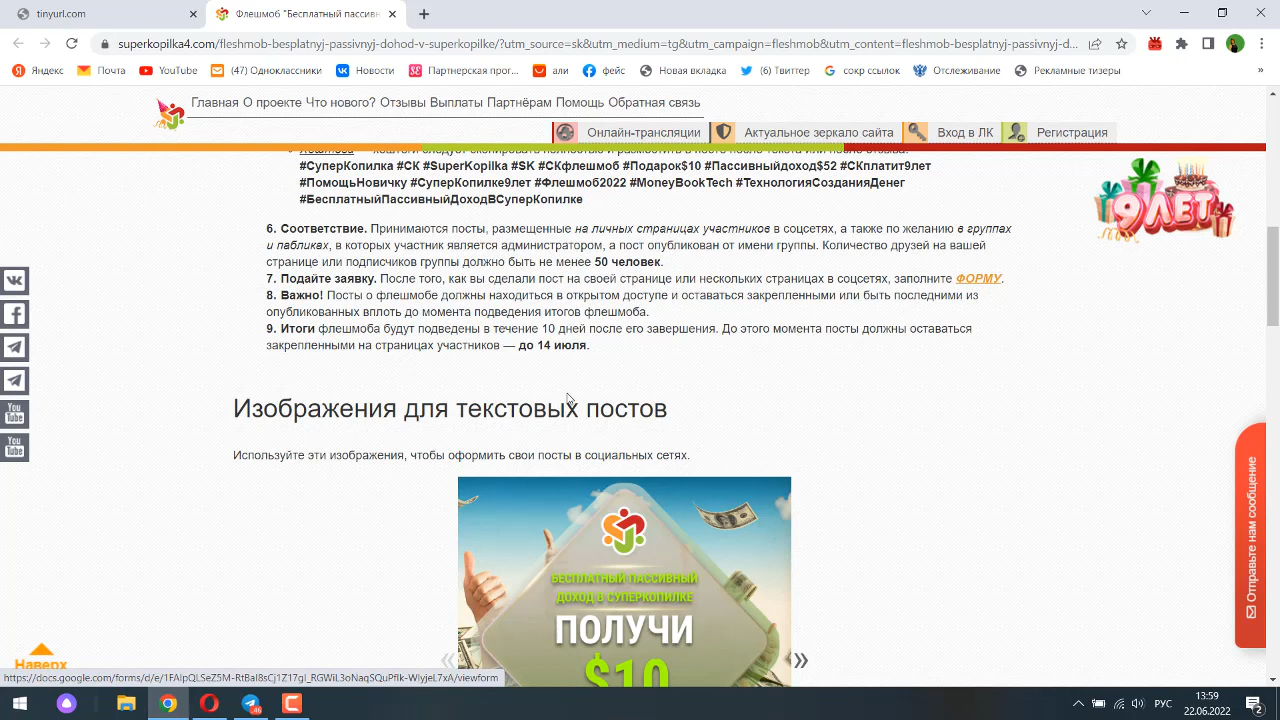 tinyurl.com
Флешмоб "Бесплатный пассивн
superkopilka4.com/fleshmob-besplatnyj-passivnyj-dohod-v-superkopilke/?utm_source=sk&utm_medium=tg&utm_campaign=fleshmob&utm_content=fleshmob-besplatnyj-passivnyj-d...
Яндекс Почта YouTube (47) Одноклассники Новости Партнерская прог... али фейс Новая вкладка (6) Твиттер сокр ссылок Отслеживание Рекламные тизеры »
Главная О проекте Что нового? Отзывы Выплаты Партнёрам Помощь Обратная связь
Онлайн-трансляции Актуальное зеркало сайта Вход в ЛК Регистрация
#СуперКопилка #СК #SuperKopilka #SK #СКфлешмоб #Подарок$10 #Пассивныйдоход$52 #СКплатит9лет
#ПомощьНовичку #СуперКопилке9лет #Флешмоб2022 #MoneyBookTech #ТехнологияСозданияДенег
#БесплатныйПассивныйДоходВСуперКопилке
9 ЛЕТ
6. Соответствие. Принимаются посты, размещенные на личных страницах участников в соцсетях, а также по желанию в группах
и пабликах, в которых участник является администратором, а пост опубликован от имени группы. Количество друзей на вашей
странице или подписчиков группы должно быть не менее 50 человек.
7. Подайте заявку. После того, как вы сделали пост на своей странице или нескольких страницах в соцсетях, заполните ФОРМУ.
8. Важно! Посты о флешмобе должны находиться в открытом доступе и оставаться закрепленными или быть последними из
опубликованных вплоть до момента подведения итогов флешмоба.
9. Итоги флешмоба будут подведены в течение 10 дней после его завершения. До этого момента посты должны оставаться
закрепленными на страницах участников — до 14 июля.
Изображения для текстовых постов
Используйте эти изображения, чтобы оформить свои посты в социальных сетях.
You
Tube
You
Tube
Отправьте нам сообщение
БЕСПЛАТНЫЙ ПАССИВНЫЙ
ДОХОД В СУПЕРКОПИЛКЕ
ПОЛУЧИ
$10
« »
Наверх
https://docs.google.com/forms/d/e/
46
РУС
13:59
22.06.2022
2